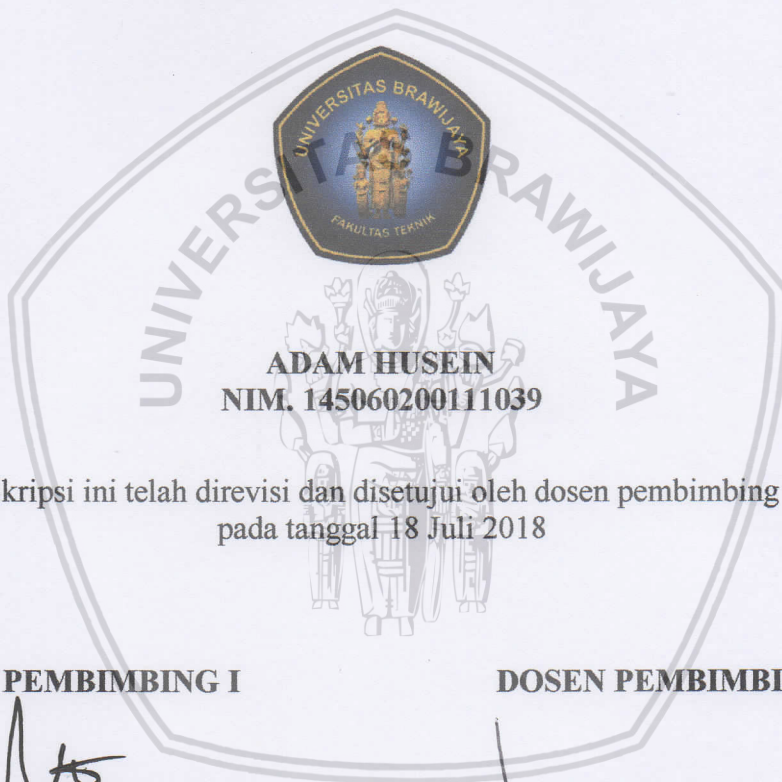 UNIVERSITAS BRAWIJAYA
FAKULTAS TEKNIK
UNIVERSITAS BRAWIJAYA
ADAM HUSEIN
NIM. 145060200111039
kripsi ini telah direvisi dan disetujui oleh dosen pembimbing
pada tanggal 18 Juli 2018
PEMBIMBING I DOSEN PEMBIMBI